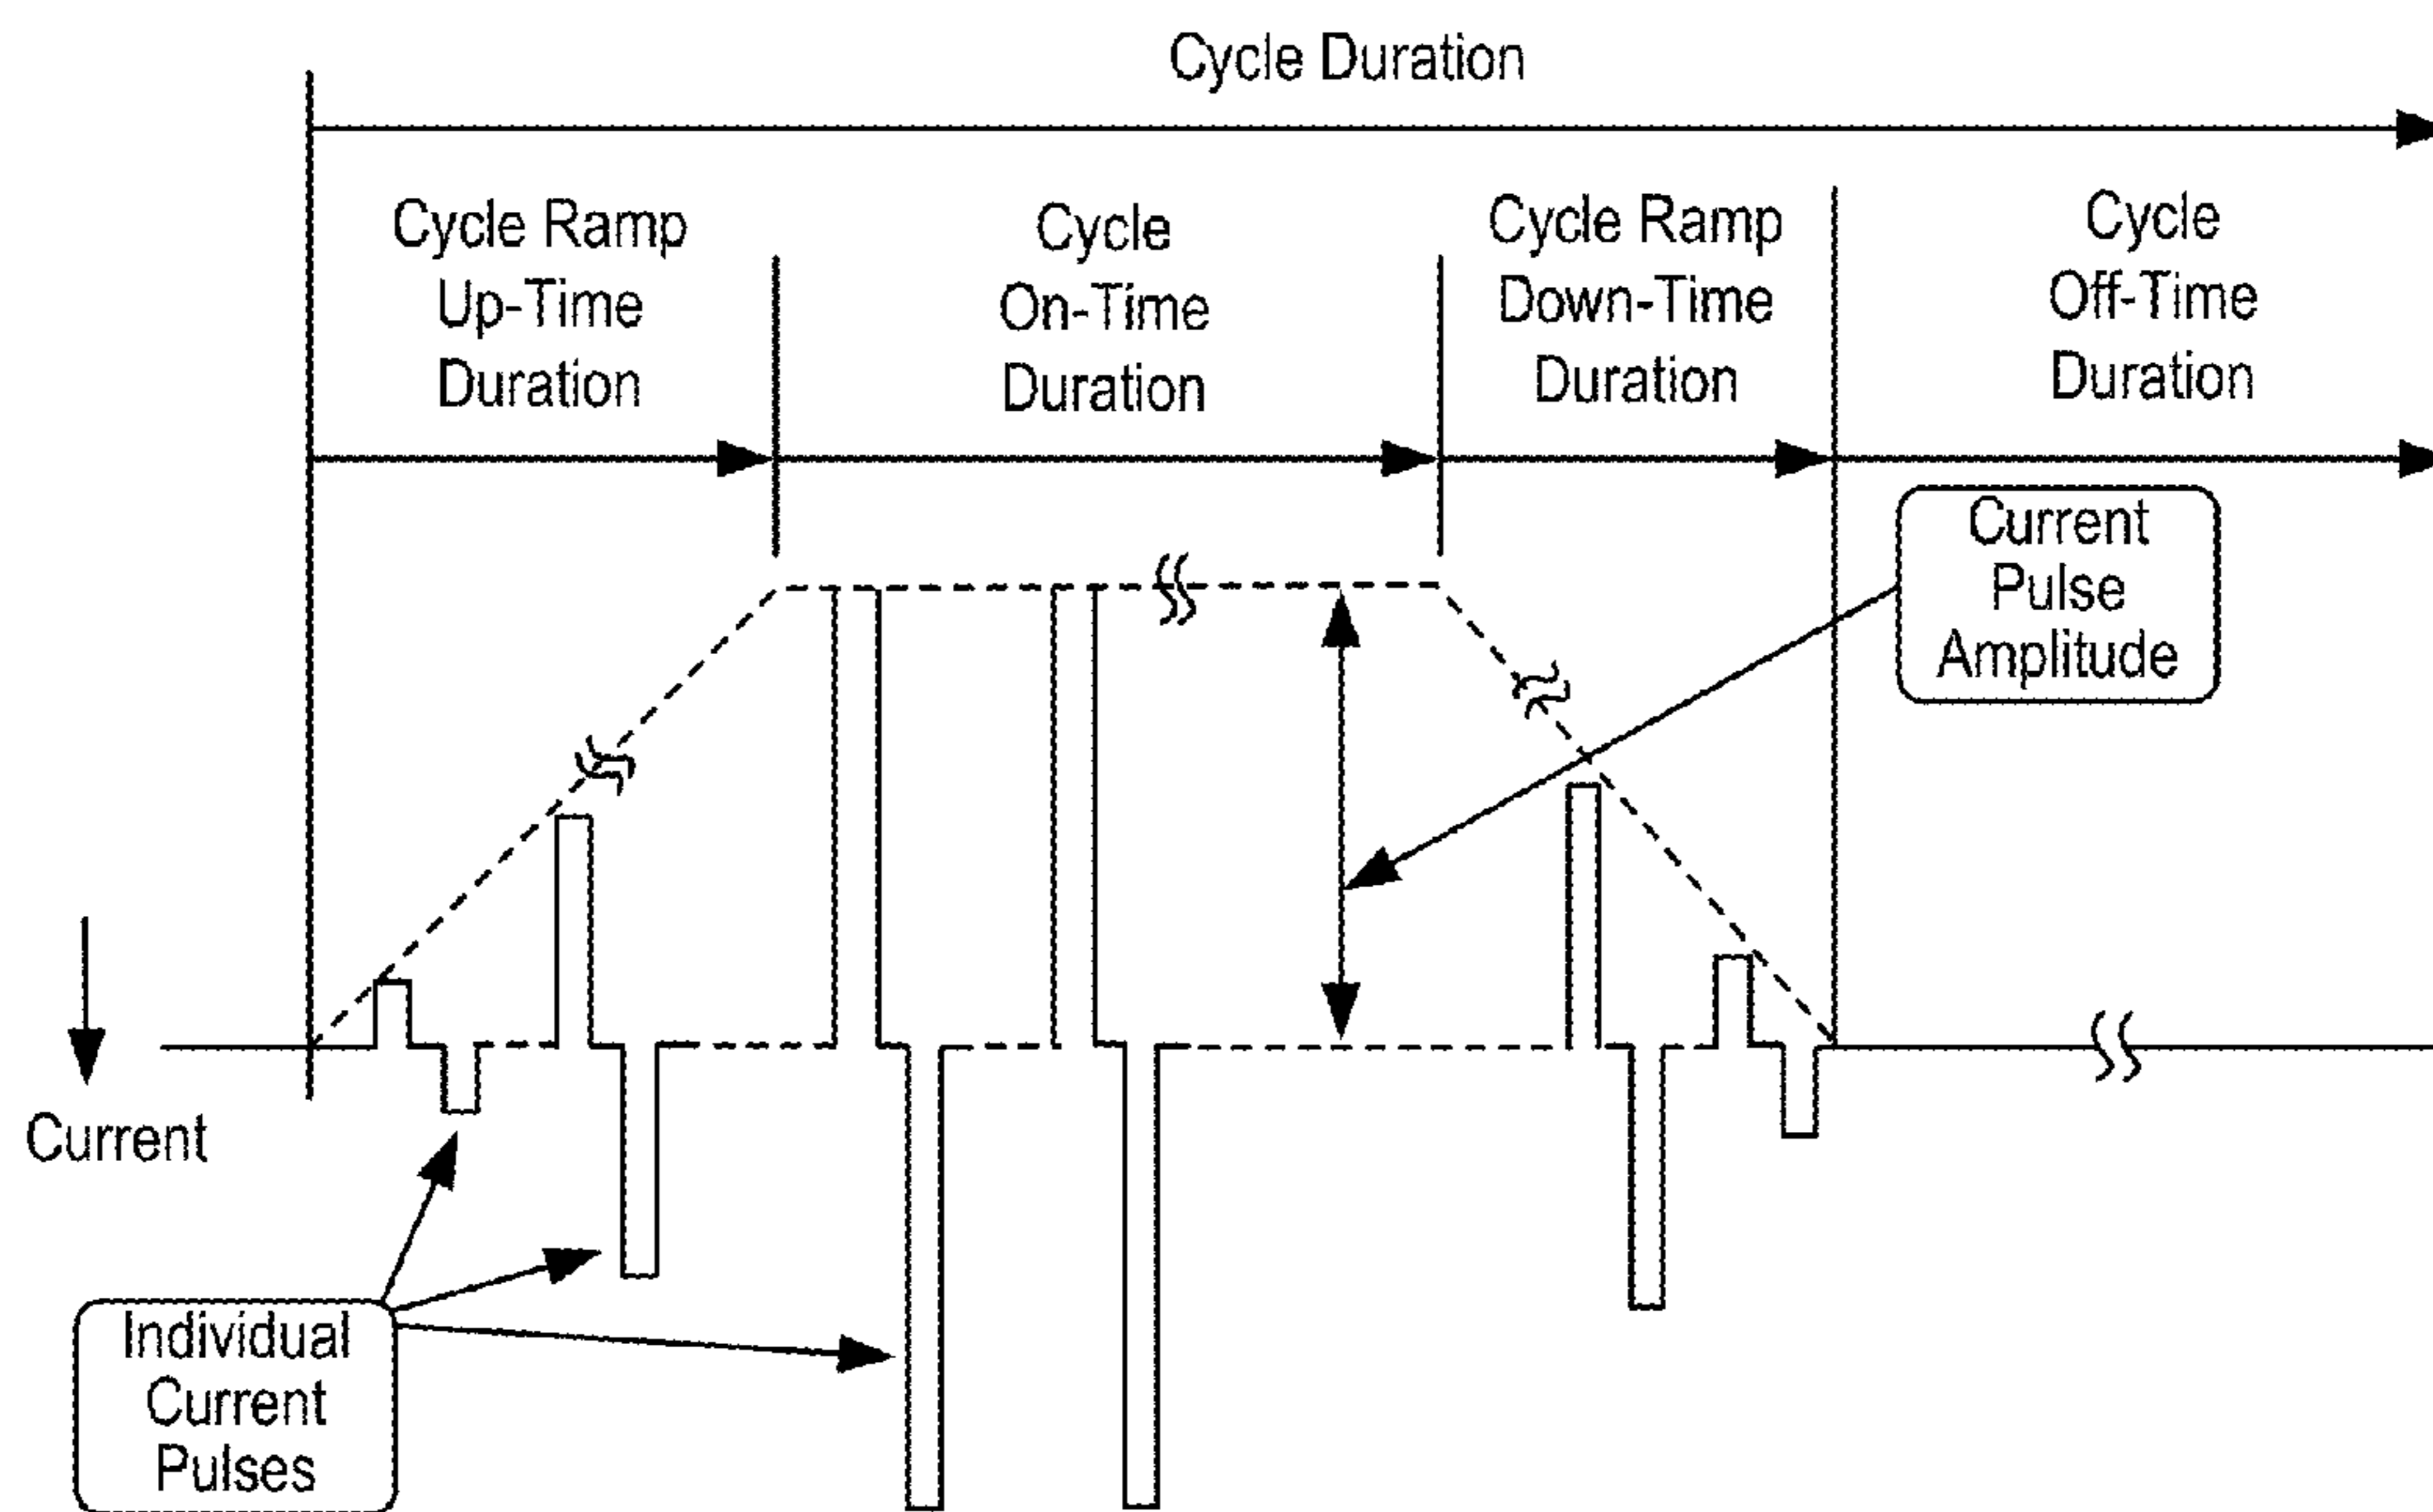 Cycle Duration
Cycle Ramp
Up-Time
Duration
Cycle
On-Time
Duration
Cycle Ramp
Down-Time
Duration
Cycle
Off-Time
Duration
Current
Pulse
Amplitude
Current
Individual
Current
Pulses